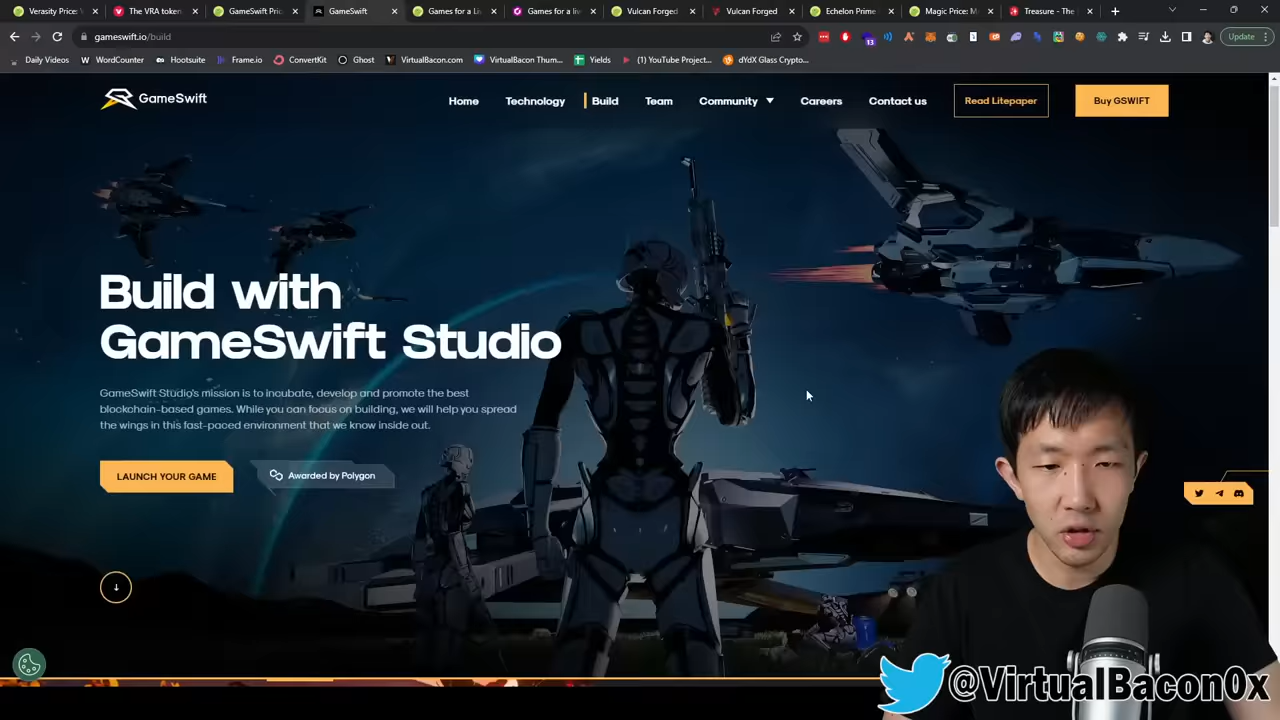 Verasity Price:
The VRA token
GameSwift Pric
GameSwift
Games for a Liv
Games for a live
Vulcan Forged
Vulcan Forged
Echelon Prime
Magic Price: M
Treasure - The
gameswift.io/build
13
Update
Daily Videos
WordCounter
Hootsuite
Frame.io
ConvertKit
Ghost
VirtualBacon.com
VirtualBacon Thum...
Yields
(1) YouTube Project...
dYdX Glass Crypto...
GameSwift
Home
Technology
Build
Team
Community
Careers
Contact us
Read Litepaper
Buy GSWIFT
Build with
GameSwift Studio
GameSwift Studio's mission is to incubate, develop and promote the best
blockchain-based games. While you can focus on building, we will help you spread
the wings in this fast-paced environment that we know inside out.
LAUNCH YOUR GAME
Awarded by Polygon
@VirtualBacon0x